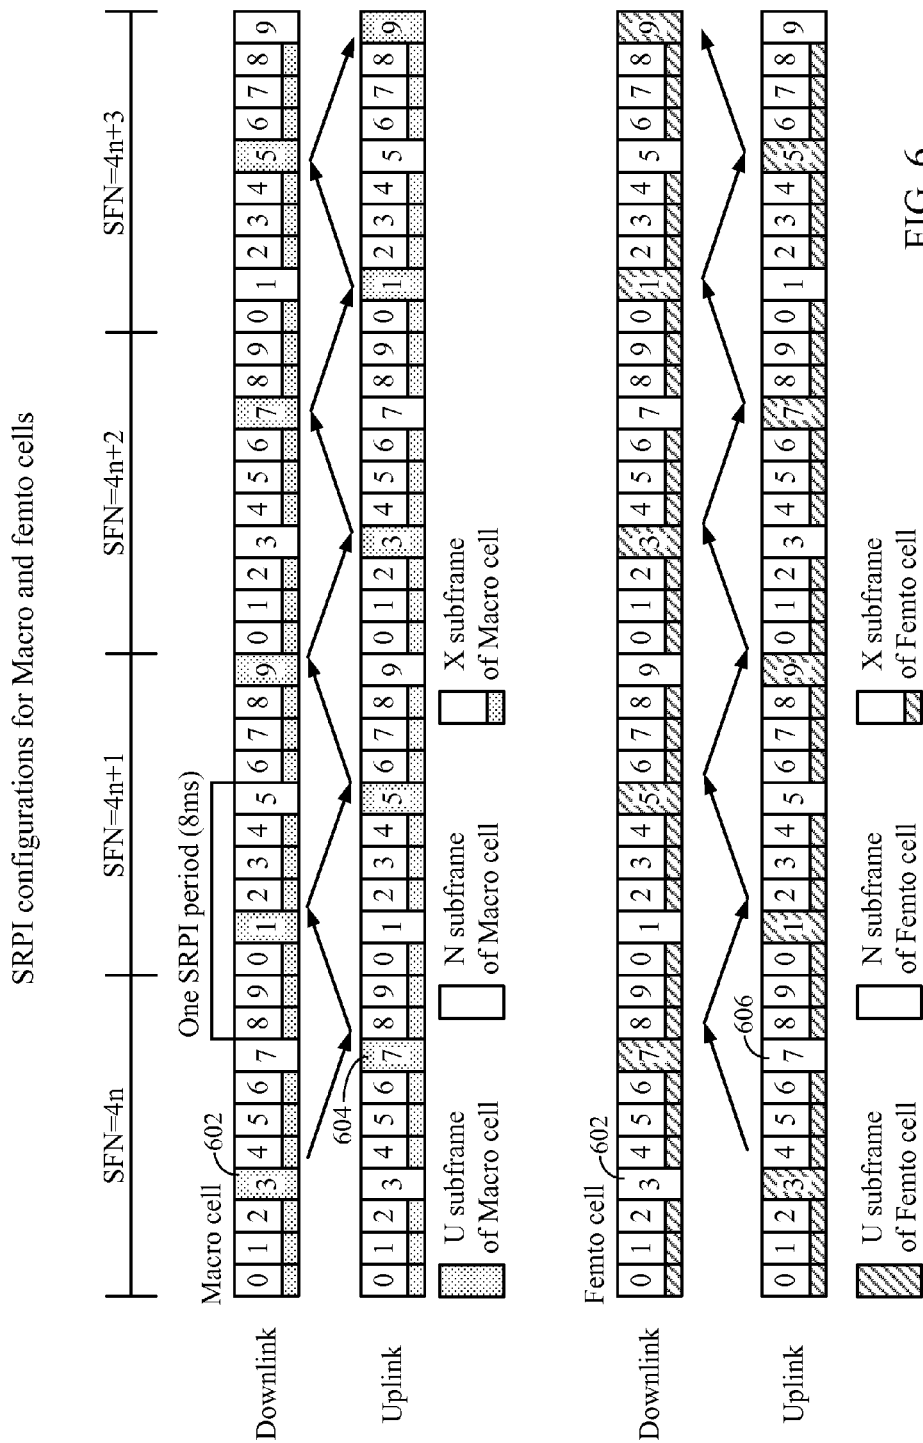 SRPI configurations for Macro and femto cells
SFN=4n SFN=4n+1 SFN=4n+2 SFN=4n+3
One SRPI period (8ms)
Macro cell 602
Downlink 0 1 2 3 4 5 6 7 8 9 0 1 2 3 4 5 6 7 8 9 0 1 2 3 4 5 6 7 8 9 0 1 2 3 4 5 6 7 8 9
604
Uplink 0 1 2 3 4 5 6 7 8 9 0 1 2 3 4 5 6 7 8 9 0 1 2 3 4 5 6 7 8 9 0 1 2 3 4 5 6 7 8 9
U subframe of Macro cell
N subframe of Macro cell
X subframe of Macro cell
Femto cell 602
Downlink 0 1 2 3 4 5 6 7 8 9 0 1 2 3 4 5 6 7 8 9 0 1 2 3 4 5 6 7 8 9 0 1 2 3 4 5 6 7 8 9
606
Uplink 0 1 2 3 4 5 6 7 8 9 0 1 2 3 4 5 6 7 8 9 0 1 2 3 4 5 6 7 8 9 0 1 2 3 4 5 6 7 8 9
U subframe of Femto cell
N subframe of Femto cell
X subframe of Femto cell
FIG. 6